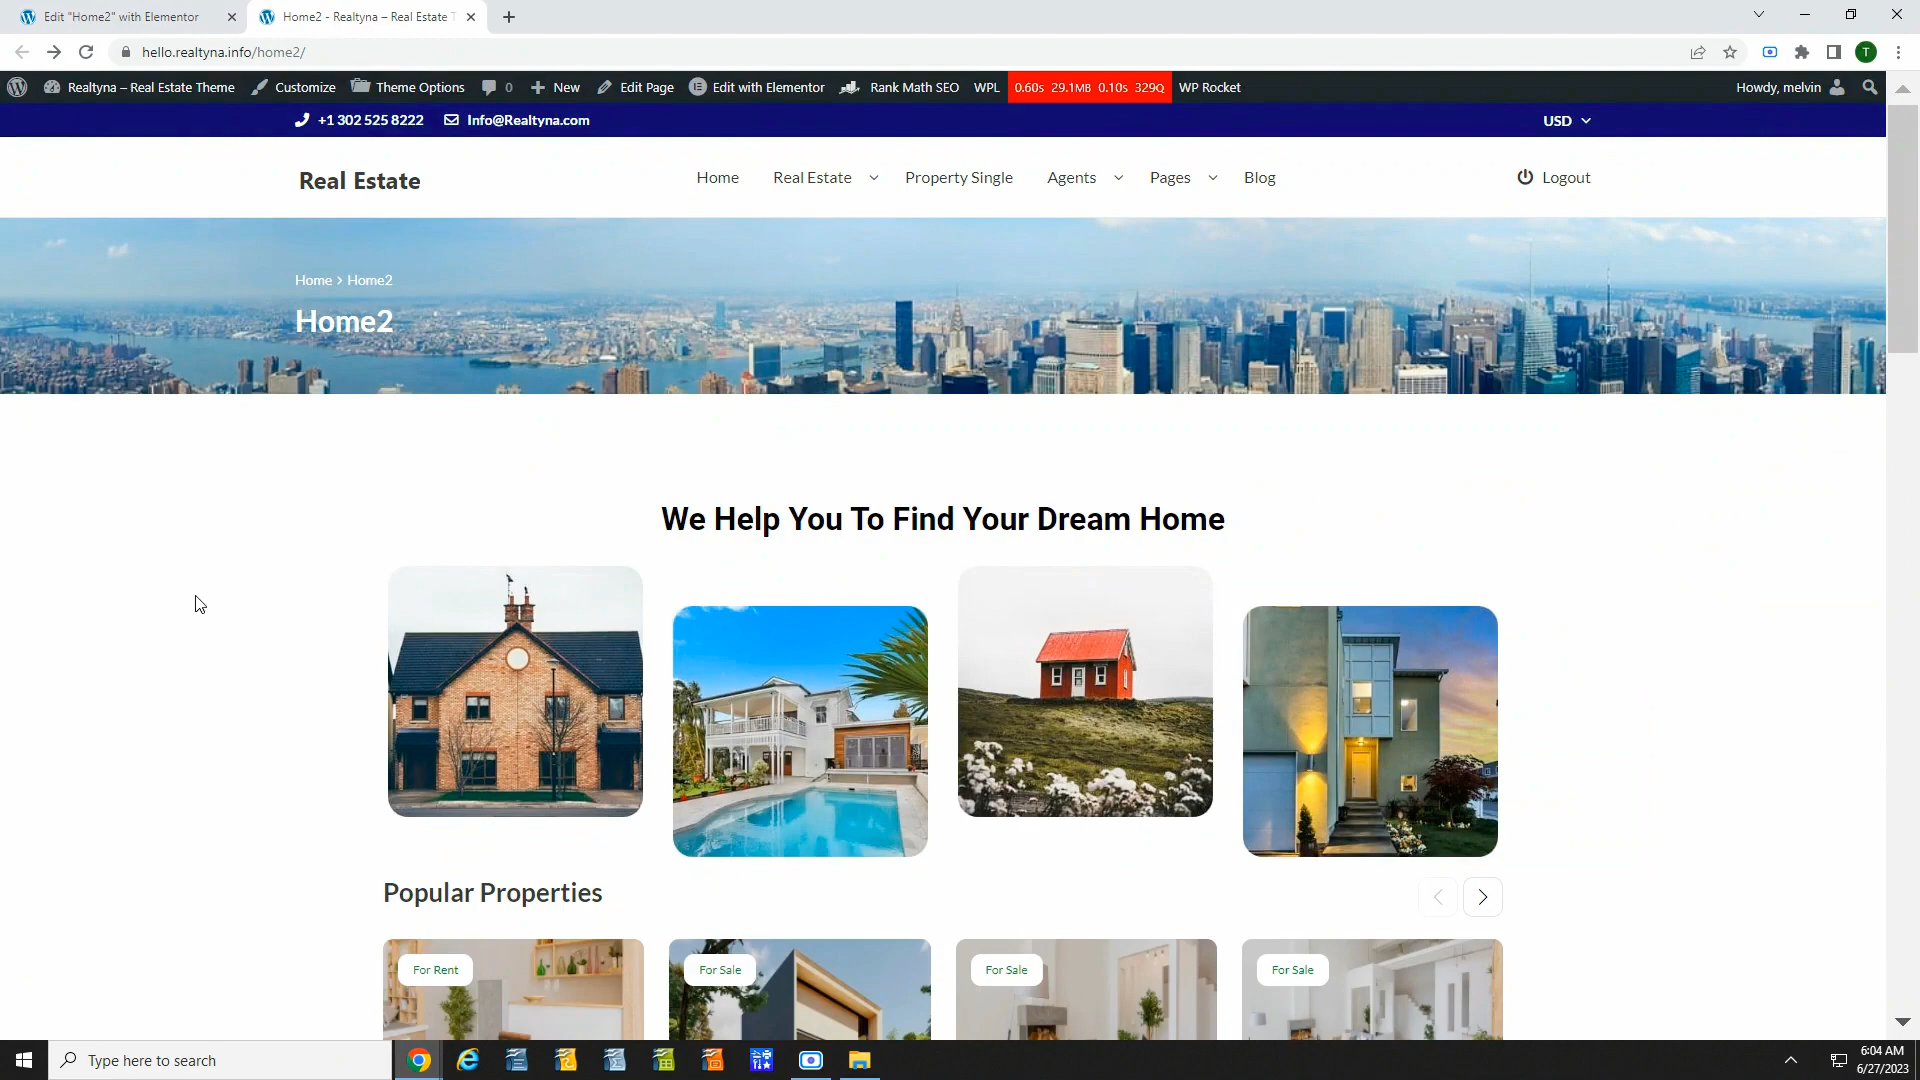 Edit "Home2" with Elementor
Home2 - Realtyna – Real Estate T
hello.realtyna.info/home2/
T
Realtyna – Real Estate Theme
Customize
Theme Options
0
New
Edit Page
Edit with Elementor
Rank Math SEO
WPL
0.60s 29.1MB 0.10s 329Q
WP Rocket
Howdy, melvin
+1 302 525 8222
Info@Realtyna.com
USD
Real Estate
Home
Real Estate
Property Single
Agents
Pages
Blog
Logout
Home > Home2
Home2
We Help You To Find Your Dream Home
Popular Properties
For Rent
For Sale
For Sale
For Sale
Type here to search
6:04 AM
6/27/2023